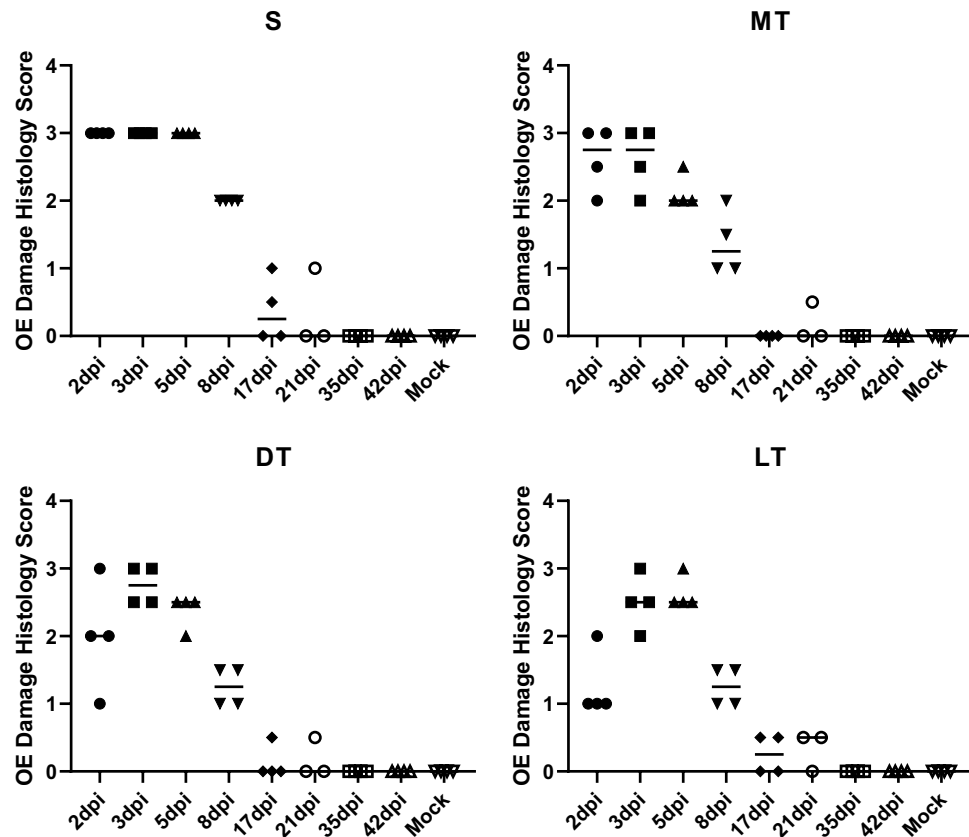 S
OE Damage Histology Score
4
3
2
1
0
2dpi
3dpi
5dpi
8dpi
17dpi
21dpi
35dpi
42dpi
Mock
MT
OE Damage Histology Score
4
3
2
1
0
2dpi
3dpi
5dpi
8dpi
17dpi
21dpi
35dpi
42dpi
Mock
DT
OE Damage Histology Score
4
3
2
1
0
2dpi
3dpi
5dpi
8dpi
17dpi
21dpi
35dpi
42dpi
Mock
LT
OE Damage Histology Score
4
3
2
1
0
2dpi
3dpi
5dpi
8dpi
17dpi
21dpi
35dpi
42dpi
Mock